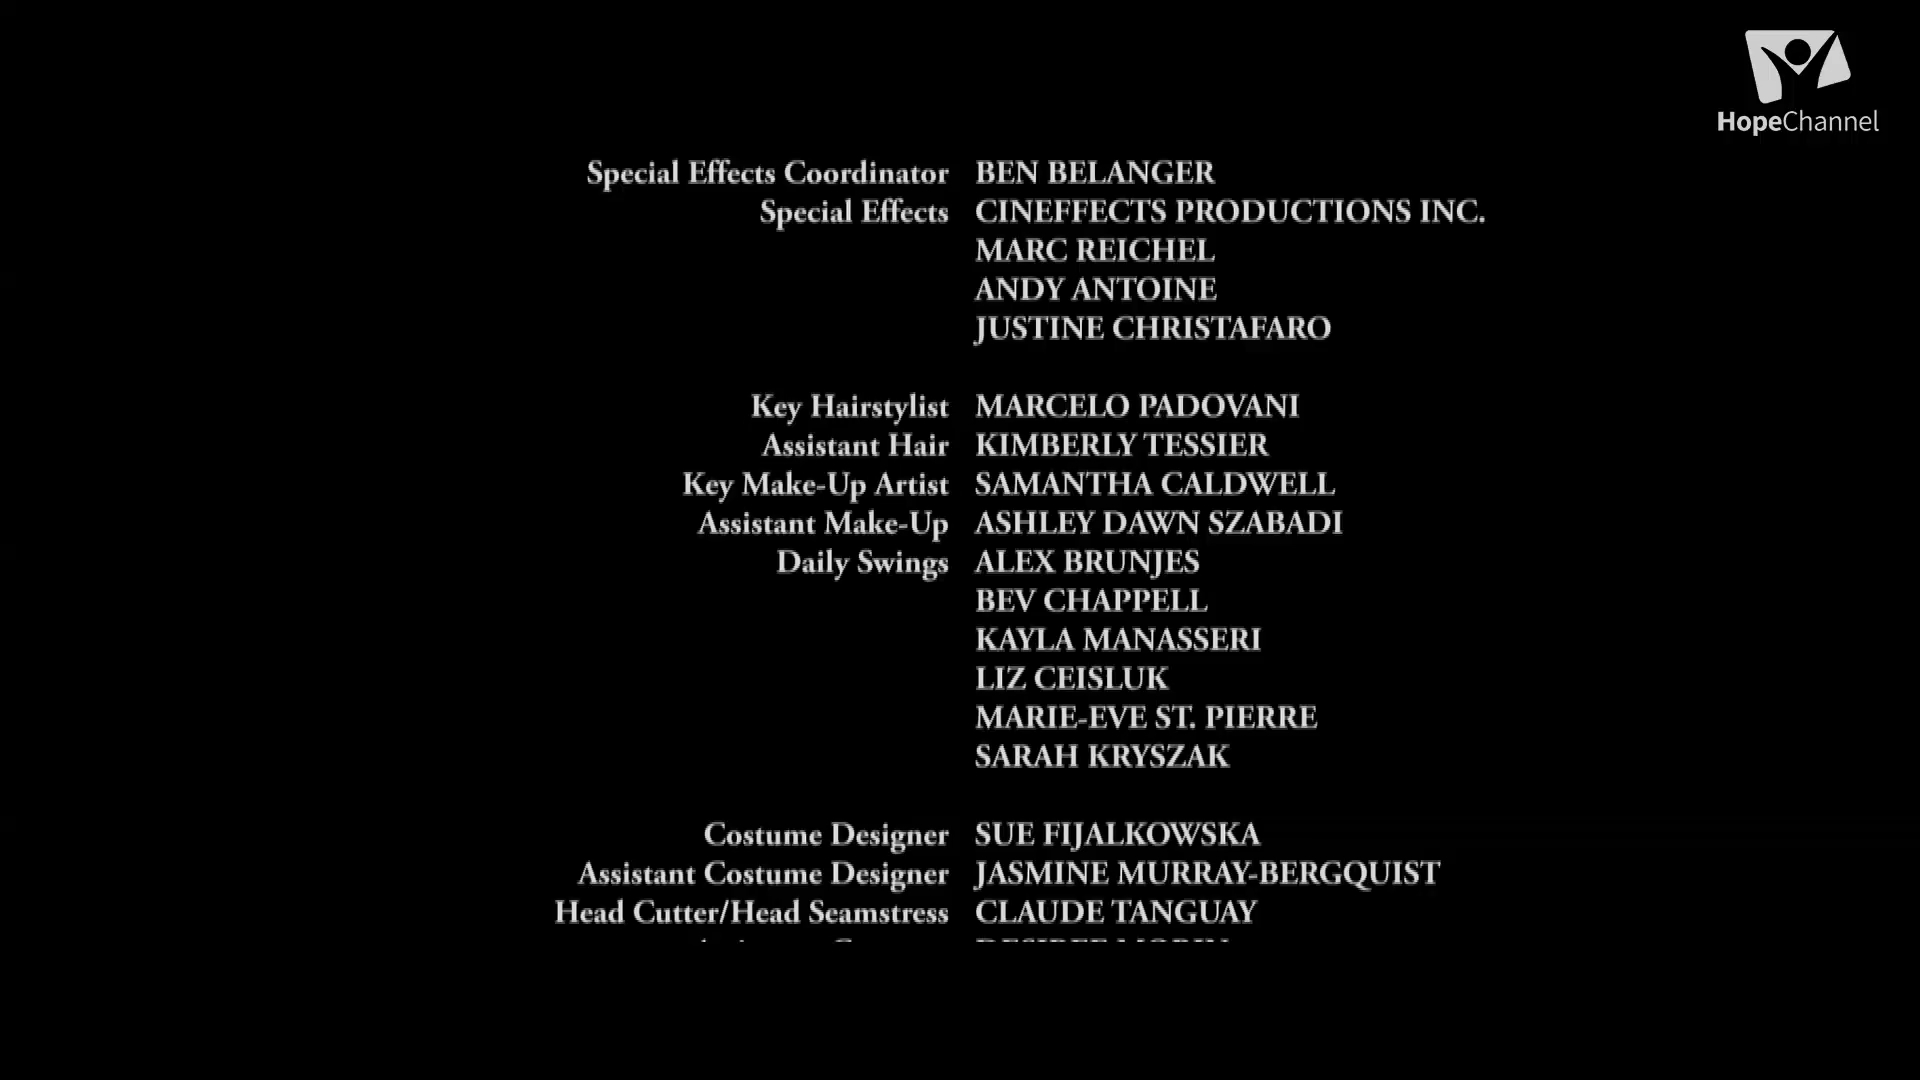 HopeChannel
Special Effects Coordinator BEN BELANGER
Special Effects CINEFFECTS PRODUCTIONS INC.
MARC REICHEL
ANDY ANTOINE
JUSTINE CHRISTAFARO
Key Hairstylist MARCELO PADOVANI
Assistant Hair KIMBERLY TESSIER
Key Make-Up Artist SAMANTHA CALDWELL
Assistant Make-Up ASHLEY DAWN SZABADI
Daily Swings ALEX BRUNJES
BEV CHAPPELL
KAYLA MANASSERI
LIZ CEISLUK
MARIE-EVE ST. PIERRE
SARAH KRYSZAK
Costume Designer SUE FIJALKOWSKA
Assistant Costume Designer JASMINE MURRAY-BERGQUIST
Head Cutter/Head Seamstress CLAUDE TANGUAY